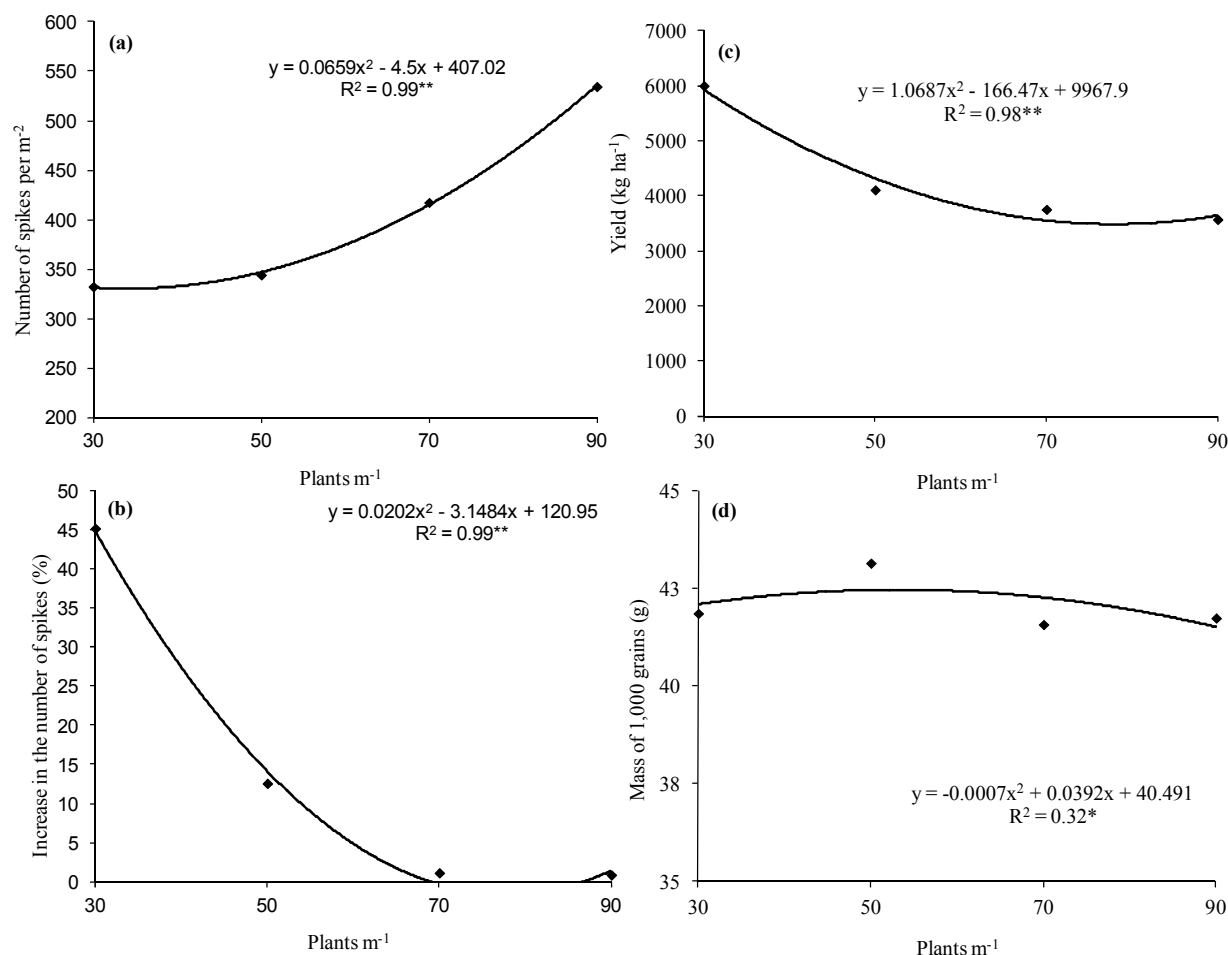 (a)
y = 0.0659x² - 4.5x + 407.02
R² = 0.99**
Number of spikes per m⁻²
600
550
500
450
400
350
300
250
200
30 50 70 90
Plants m⁻¹
(b)
y = 0.0202x² - 3.1484x + 120.95
R² = 0.99**
Increase in the number of spikes (%)
50
45
40
35
30
25
20
15
10
5
0
30 50 70 90
Plants m⁻¹
(c)
y = 1.0687x² - 166.47x + 9967.9
R² = 0.98**
Yield (kg ha⁻¹)
7000
6000
5000
4000
3000
2000
1000
0
30 50 70 90
Plants m⁻¹
(d)
Mass of 1,000 grains (g)
45
43
40
38
35
y = -0.0007x² + 0.0392x + 40.491
R² = 0.32*
30 50 70 90
Plants m⁻¹